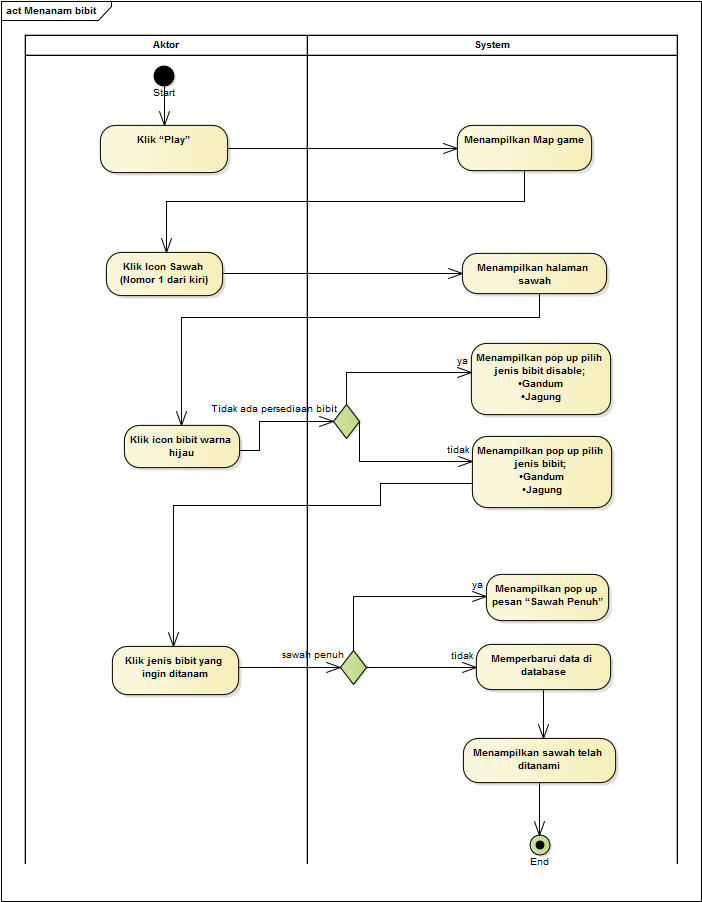 act Menanam bibit
Aktor
System
Start
Klik “Play”
Menampilkan Map game
Klik Icon Sawah
(Nomor 1 dari kiri)
Menampilkan halaman
sawah
Klik icon bibit warna
hijau
Tidak ada persediaan bibit
ya
Menampilkan pop up pilih
jenis bibit disable;
•Gandum
•Jagung
tidak
Menampilkan pop up pilih
jenis bibit;
•Gandum
•Jagung
Klik jenis bibit yang
ingin ditanam
sawah penuh
ya
Menampilkan pop up
pesan “Sawah Penuh”
tidak
Memperbarui data di
database
Menampilkan sawah telah
ditanami
End